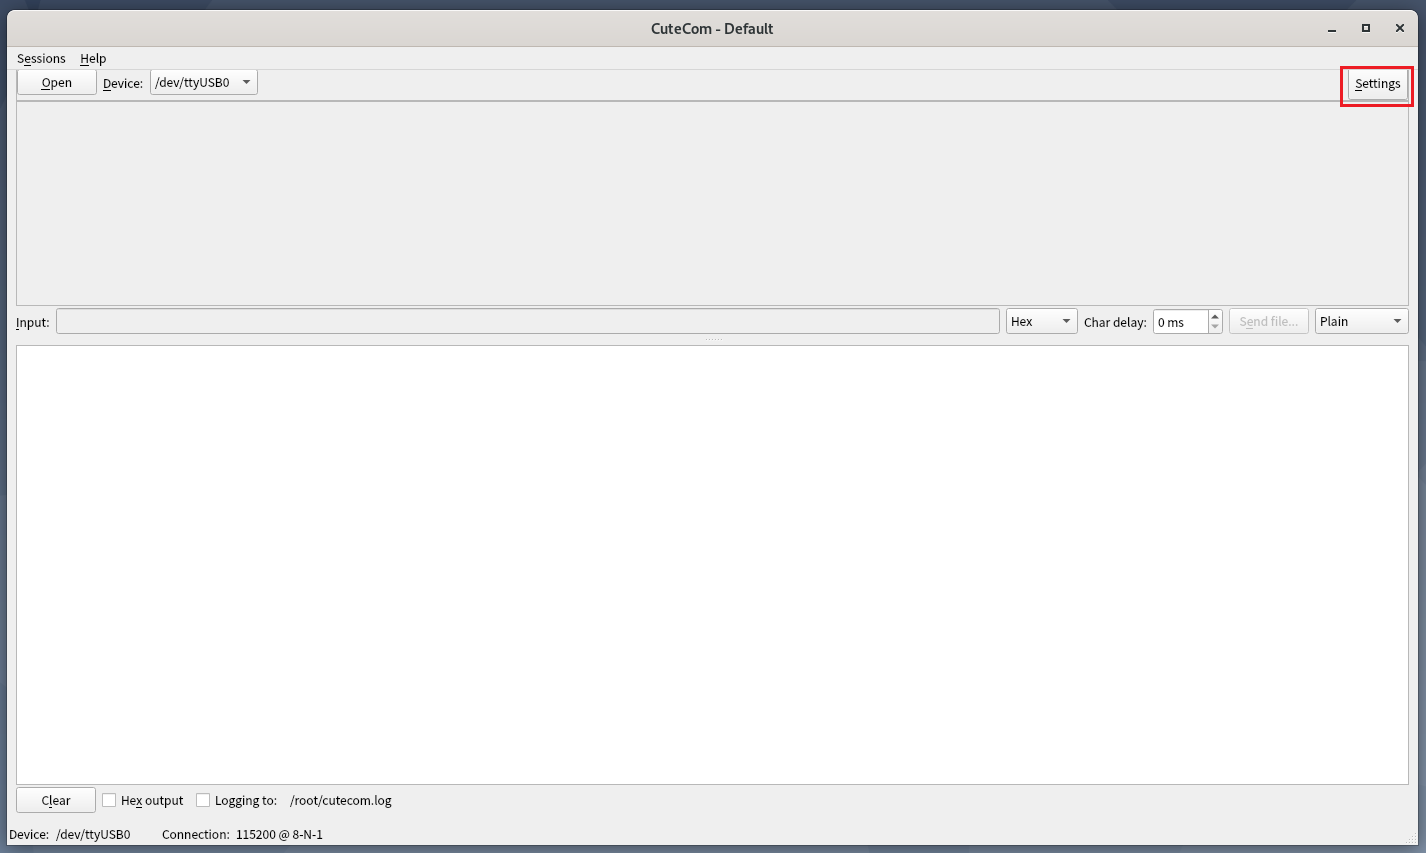 CuteCom - Default
Sessions Help
Open Device: /dev/ttyUSB0 Settings
Input: Hex Char delay: 0 ms Send file... Plain
Clear Hex output Logging to: /root/cutecom.log
Device: /dev/ttyUSB0 Connection: 115200 @ 8-N-1